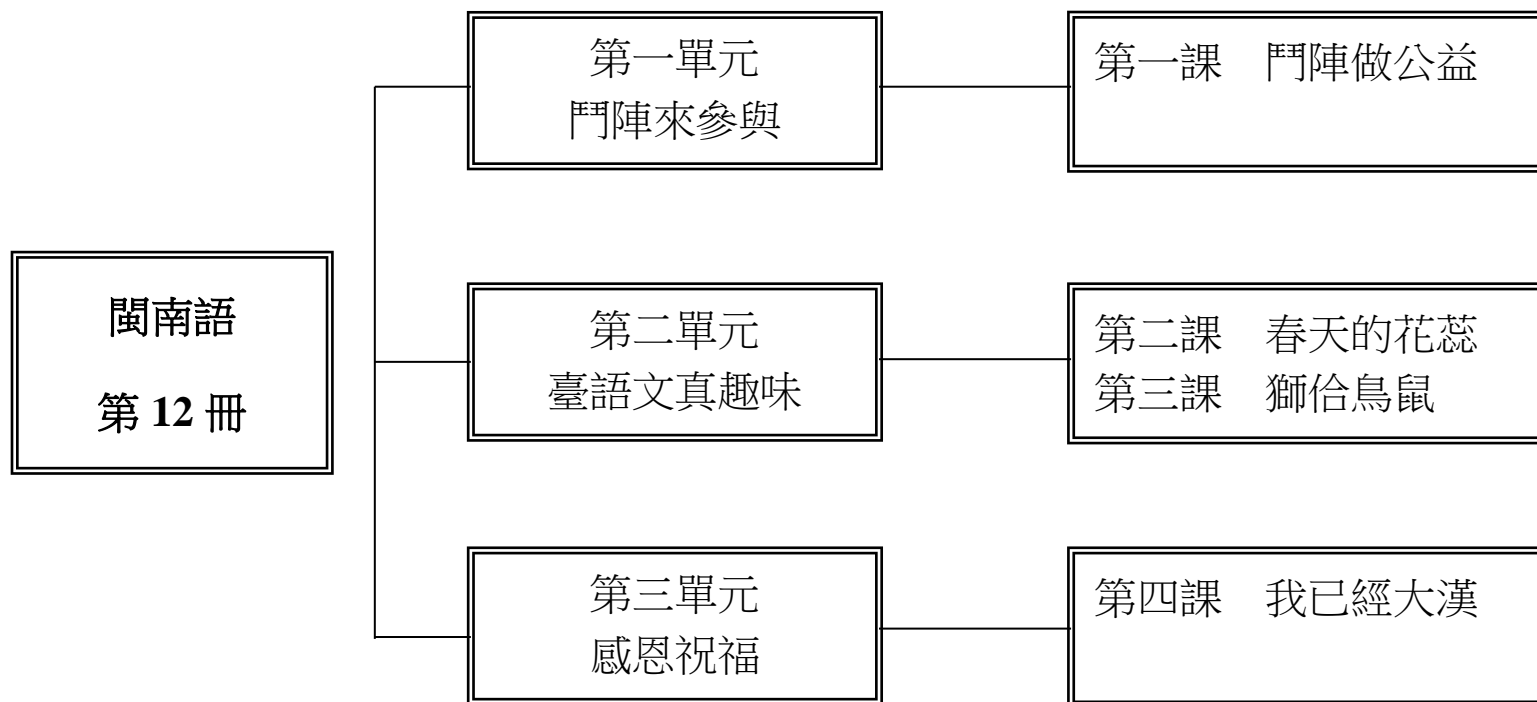 閩南語
第 12 冊
第一單元
鬥陣來參與
第一課　鬥陣做公益
第二單元
臺語文真趣味
第二課　春天的花蕊
第三課　獅佮鳥鼠
第三單元
感恩祝福
第四課　我已經大漢